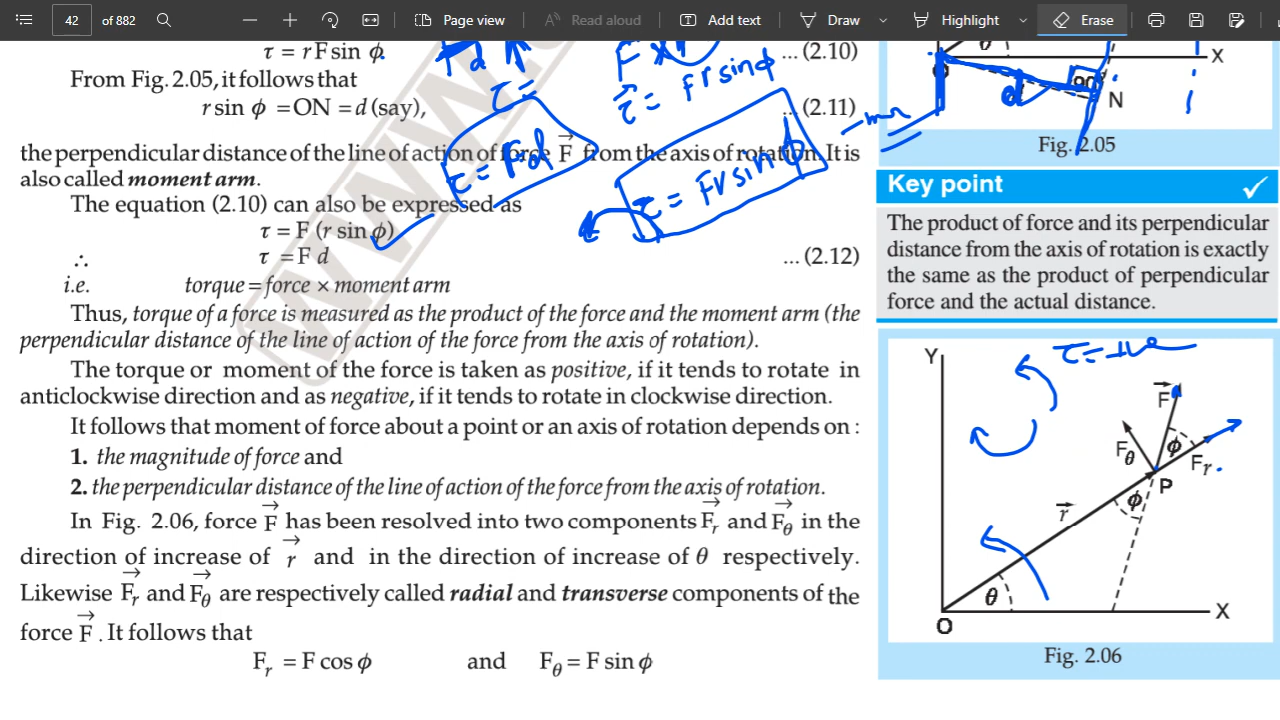 42 of 882 Page view Read aloud Add text Draw Highlight Erase
τ = r F sin ϕ. ... (2.10)
From Fig. 2.05, it follows that
r sin ϕ = ON = d (say), ... (2.11)
the perpendicular distance of the line of action of force F⃗ from the axis of rotation. It is
also called moment arm.
The equation (2.10) can also be expressed as
τ = F (r sin ϕ)
∴ τ = F d ... (2.12)
i.e. torque = force × moment arm
Thus, torque of a force is measured as the product of the force and the moment arm (the
perpendicular distance of the line of action of the force from the axis of rotation).
The torque or moment of the force is taken as positive, if it tends to rotate in
anticlockwise direction and as negative, if it tends to rotate in clockwise direction.
It follows that moment of force about a point or an axis of rotation depends on :
1. the magnitude of force and
2. the perpendicular distance of the line of action of the force from the axis of rotation.
In Fig. 2.06, force F⃗ has been resolved into two components F⃗r and F⃗θ in the
direction of increase of r⃗ and in the direction of increase of θ respectively.
Likewise F⃗r and F⃗θ are respectively called radial and transverse components of the
force F⃗. It follows that
Fr = F cos ϕ and Fθ = F sin ϕ
τ =
τ⃗ = Fr sinϕ
τ = Fd
τ = Fr sin ϕ
θ
X
O
d
90°
N
Fig. 2.05
Key point ✓
The product of force and its perpendicular
distance from the axis of rotation is exactly
the same as the product of perpendicular
force and the actual distance.
τ = +ve
Y
F⃗
Fθ
ϕ
Fr
P
ϕ
r⃗
θ
O
X
Fig. 2.06